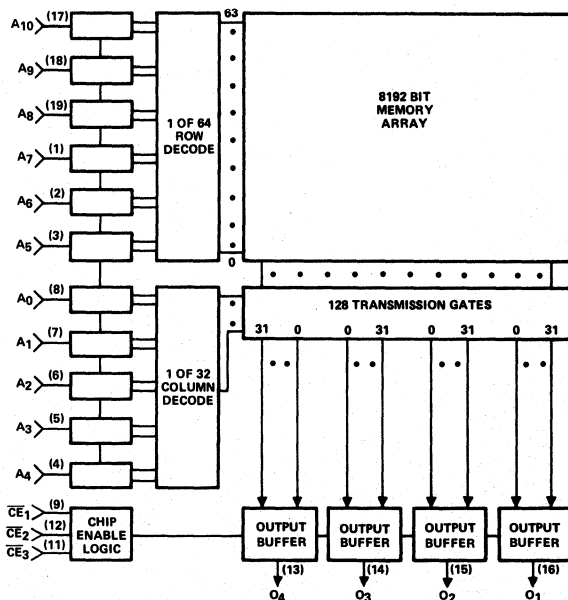 A10 (17)
63
A9 (18)
A8 (19)
A7 (1)
A6 (2)
A5 (3)
1 OF 64
ROW
DECODE
8192 BIT
MEMORY
ARRAY
0
A0 (8)
A1 (7)
A2 (6)
A3 (5)
A4 (4)
1 OF 32
COLUMN
DECODE
128 TRANSMISSION GATES
31 0 0 31 0 31 0 31
C̅E̅1 (9)
C̅E̅2 (12)
C̅E̅3 (11)
CHIP
ENABLE
LOGIC
OUTPUT
BUFFER
OUTPUT
BUFFER
OUTPUT
BUFFER
OUTPUT
BUFFER
(13) (14) (15) (16)
O4 O3 O2 O1